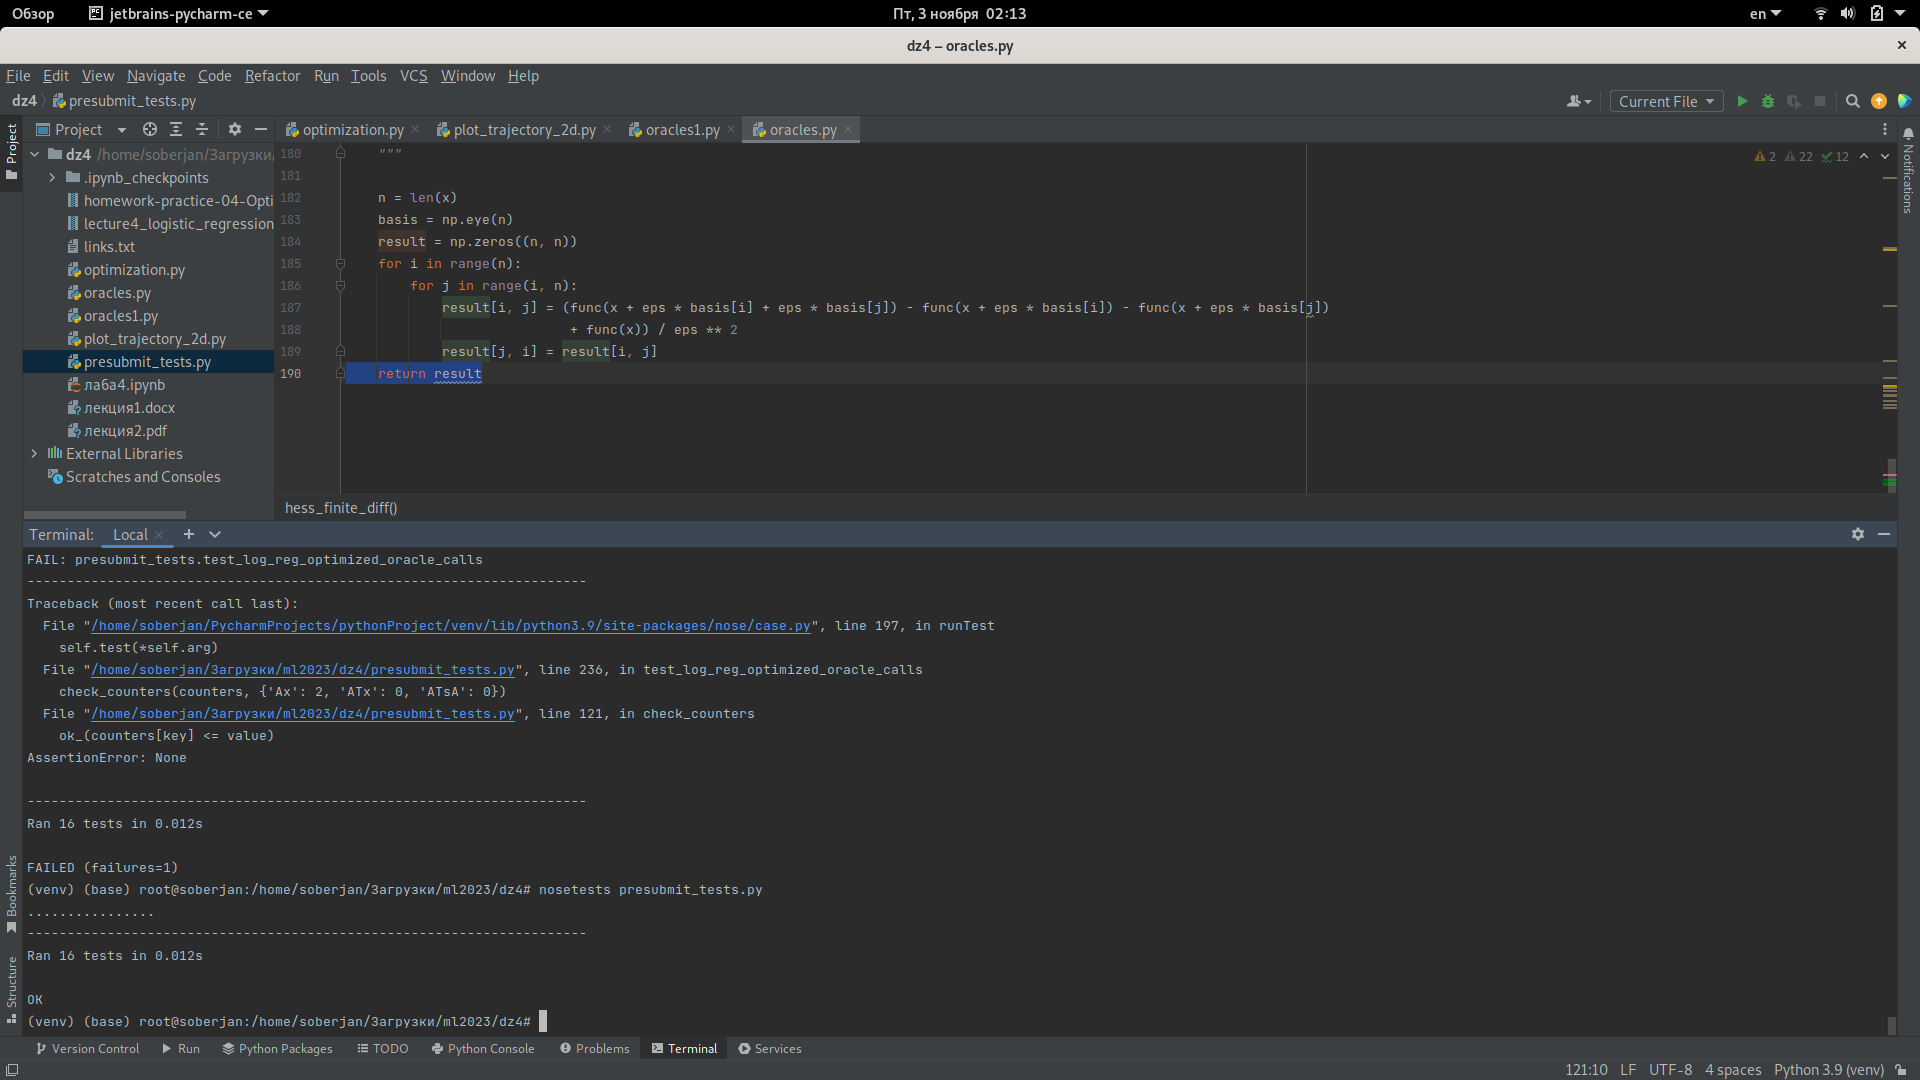 Обзор
jetbrains-pycharm-ce
Пт, 3 ноября 02:13
en
dz4 – oracles.py
File Edit View Navigate Code Refactor Run Tools VCS Window Help
dz4 presubmit_tests.py
Current File
Project
optimization.py plot_trajectory_2d.py oracles1.py oracles.py
Project
Notifications
dz4 /home/soberjan/Загрузки/
.ipynb_checkpoints
homework-practice-04-Opti
lecture4_logistic_regression
links.txt
optimization.py
oracles.py
oracles1.py
plot_trajectory_2d.py
presubmit_tests.py
лаба4.ipynb
лекция1.docx
лекция2.pdf
External Libraries
Scratches and Consoles
2 22 12
180 """
181
182 n = len(x)
183 basis = np.eye(n)
184 result = np.zeros((n, n))
185 for i in range(n):
186 for j in range(i, n):
187 result[i, j] = (func(x + eps * basis[i] + eps * basis[j]) - func(x + eps * basis[i]) - func(x + eps * basis[j])
188 + func(x)) / eps ** 2
189 result[j, i] = result[i, j]
190 return result
hess_finite_diff()
Terminal: Local
FAIL: presubmit_tests.test_log_reg_optimized_oracle_calls
----------------------------------------------------------------------
Traceback (most recent call last):
File "/home/soberjan/PycharmProjects/pythonProject/venv/lib/python3.9/site-packages/nose/case.py", line 197, in runTest
self.test(*self.arg)
File "/home/soberjan/Загрузки/ml2023/dz4/presubmit_tests.py", line 236, in test_log_reg_optimized_oracle_calls
check_counters(counters, {'Ax': 2, 'ATx': 0, 'ATsA': 0})
File "/home/soberjan/Загрузки/ml2023/dz4/presubmit_tests.py", line 121, in check_counters
ok_(counters[key] <= value)
AssertionError: None
----------------------------------------------------------------------
Ran 16 tests in 0.012s
FAILED (failures=1)
(venv) (base) root@soberjan:/home/soberjan/Загрузки/ml2023/dz4# nosetests presubmit_tests.py
................
----------------------------------------------------------------------
Ran 16 tests in 0.012s
OK
(venv) (base) root@soberjan:/home/soberjan/Загрузки/ml2023/dz4#
Bookmarks
Structure
Version Control Run Python Packages TODO Python Console Problems Terminal Services
121:10 LF UTF-8 4 spaces Python 3.9 (venv)